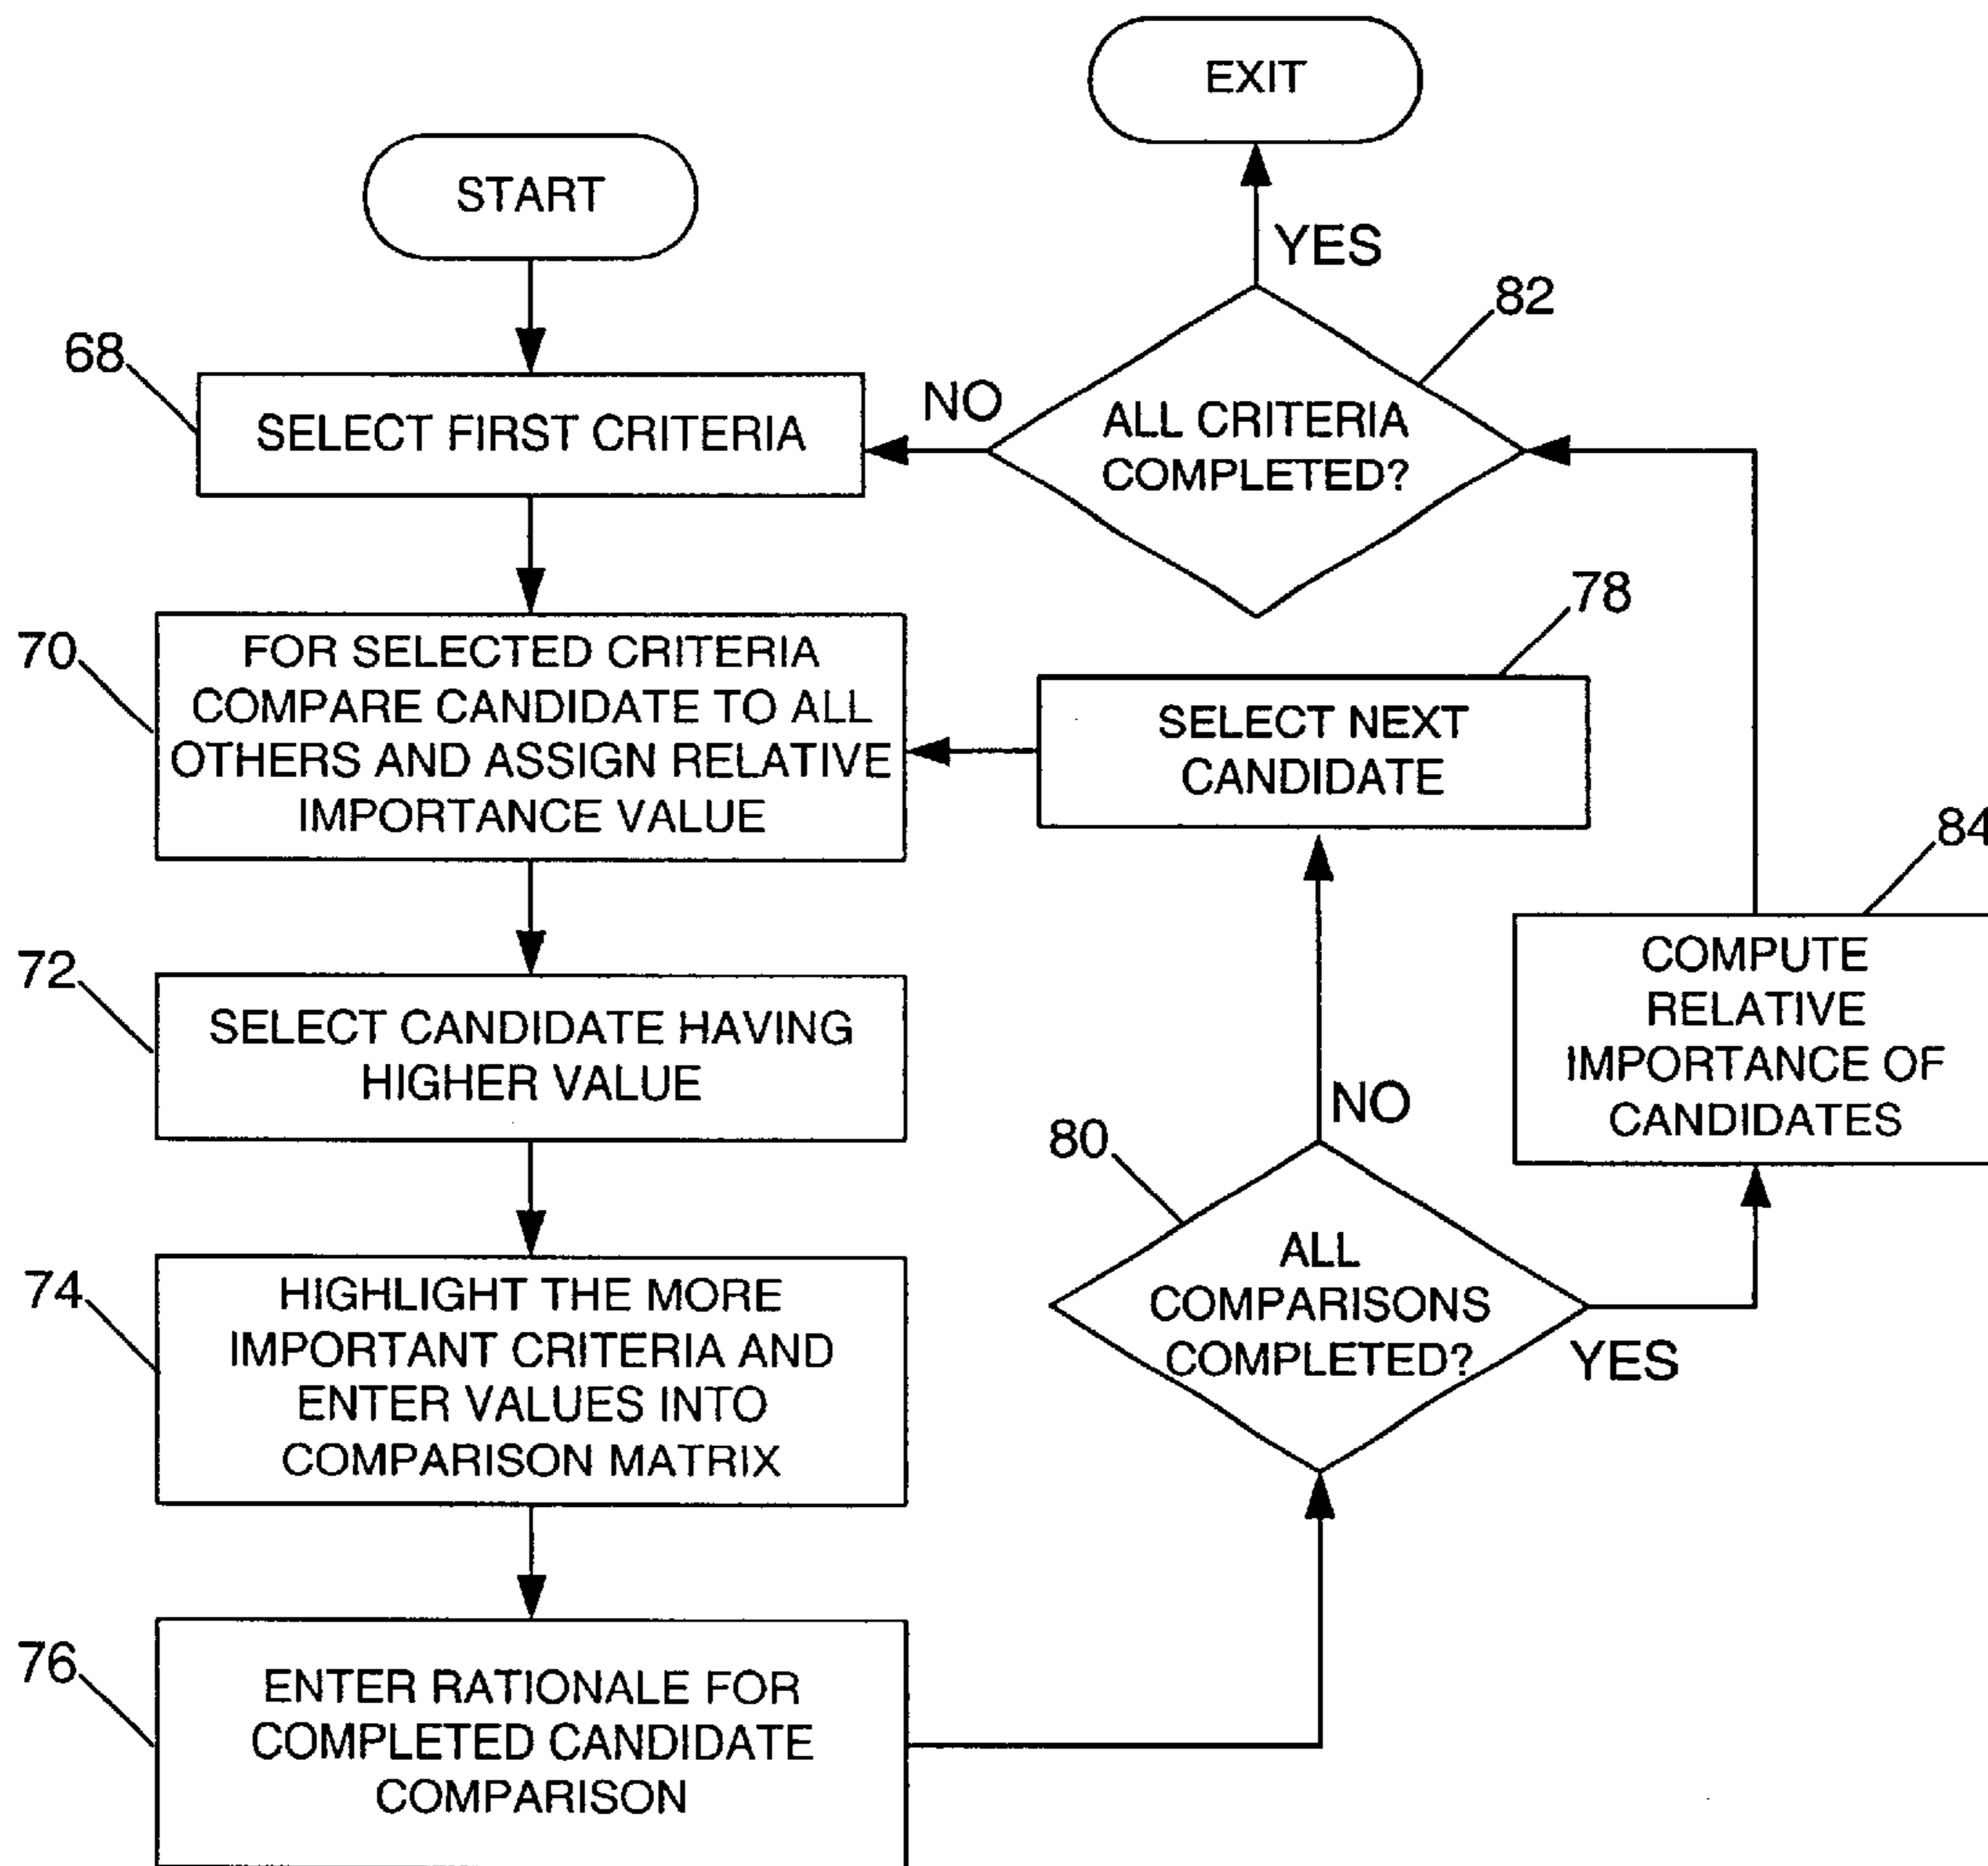 EXIT
START
YES
82
68
NO
SELECT FIRST CRITERIA
ALL CRITERIA
COMPLETED?
78
70
FOR SELECTED CRITERIA
COMPARE CANDIDATE TO ALL
OTHERS AND ASSIGN RELATIVE
IMPORTANCE VALUE
SELECT NEXT
CANDIDATE
84
72
SELECT CANDIDATE HAVING
HIGHER VALUE
COMPUTE
RELATIVE
IMPORTANCE OF
CANDIDATES
NO
80
74
HIGHLIGHT THE MORE
IMPORTANT CRITERIA AND
ENTER VALUES INTO
COMPARISON MATRIX
ALL
COMPARISONS
COMPLETED?
YES
76
ENTER RATIONALE FOR
COMPLETED CANDIDATE
COMPARISON